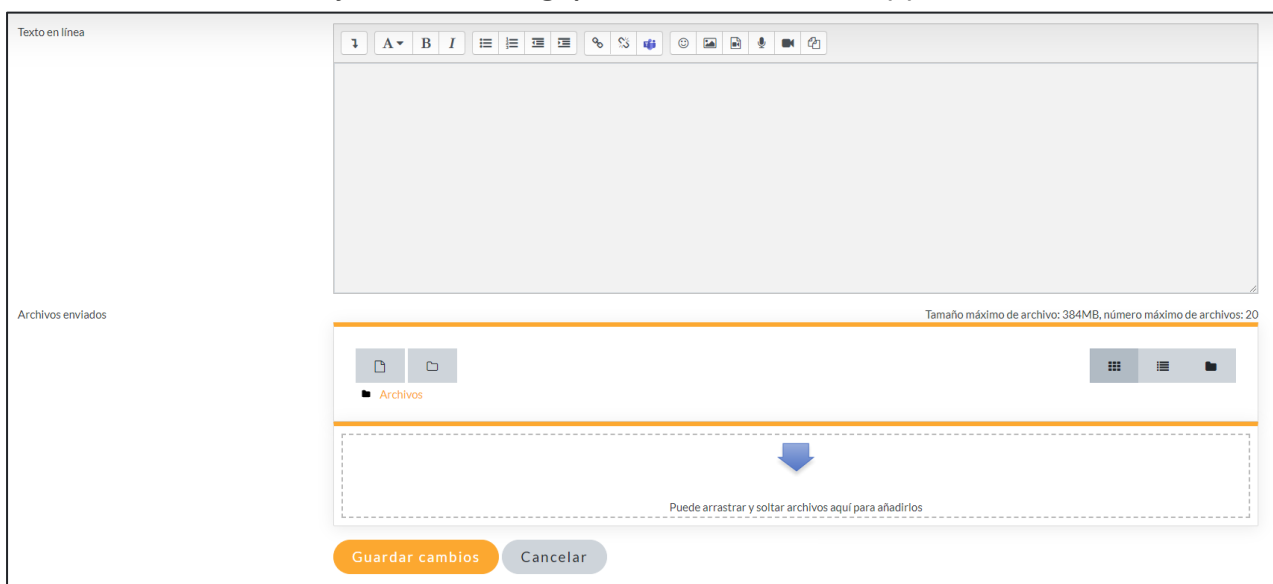 Texto en línea
A B I
Archivos enviados
Tamaño máximo de archivo: 384MB, número máximo de archivos: 20
Archivos
Puede arrastrar y soltar archivos aquí para añadirlos
Guardar cambios Cancelar